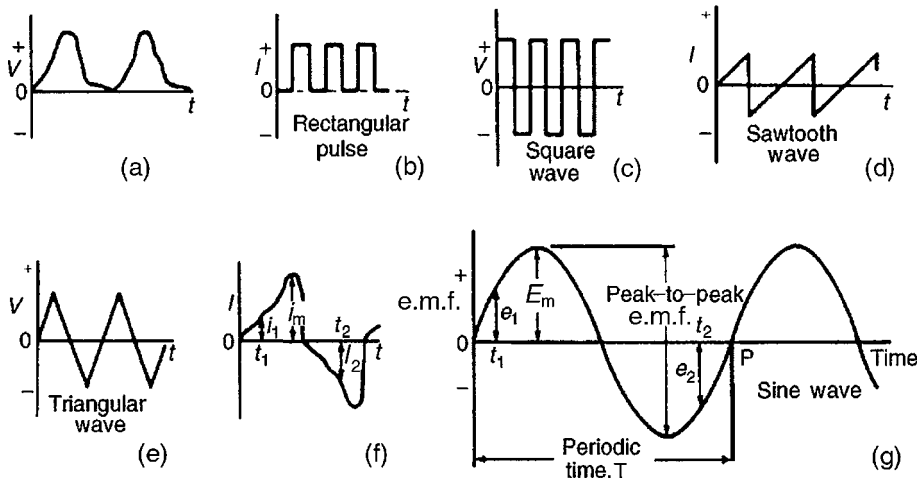 +
V
0
−
t
(a)
+
I
0
−
t
Rectangular
pulse
(b)
+
V
0
−
t
Square
wave
(c)
+
I
0
−
t
Sawtooth
wave
(d)
+
V
0
−
t
Triangular
wave
(e)
+
I
0
−
i1
im
t1
t2
I2
t
(f)
+
e.m.f.
0
−
e1
Em
Peak-to-peak
e.m.f.
t1
t2
e2
P
Time
Sine wave
Periodic
time.T
(g)